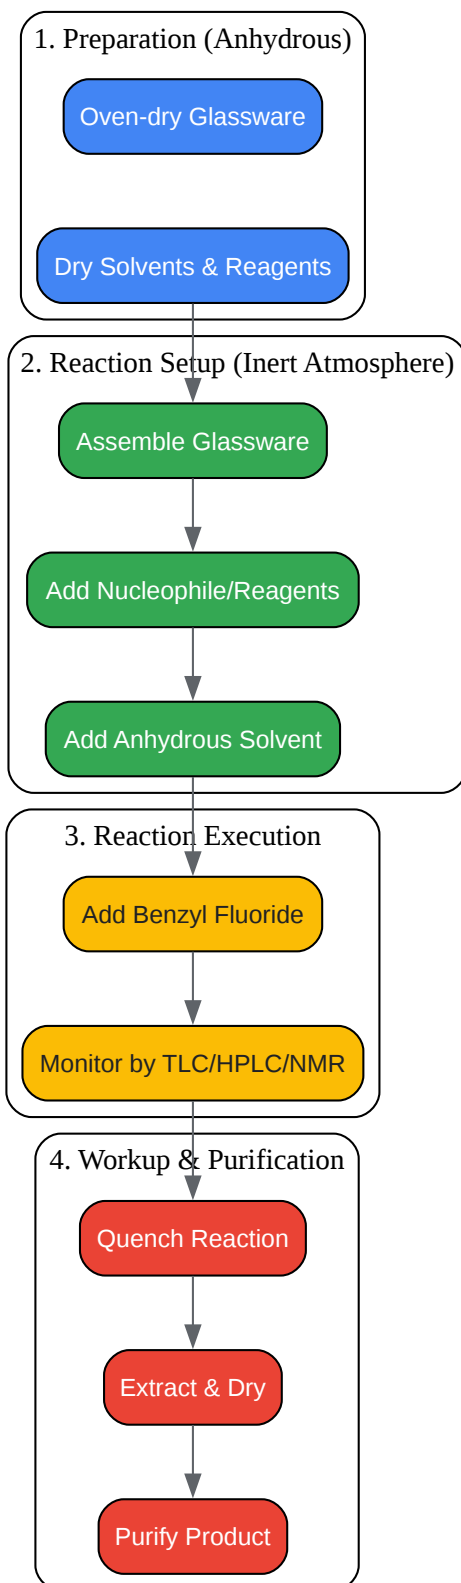 1. Preparation (Anhydrous)
Oven-dry Glassware
Dry Solvents & Reagents
2. Reaction Setup (Inert Atmosphere)
Assemble Glassware
Add Nucleophile/Reagents
Add Anhydrous Solvent
3. Reaction Execution
Add Benzyl Fluoride
Monitor by TLC/HPLC/NMR
4. Workup & Purification
Quench Reaction
Extract & Dry
Purify Product